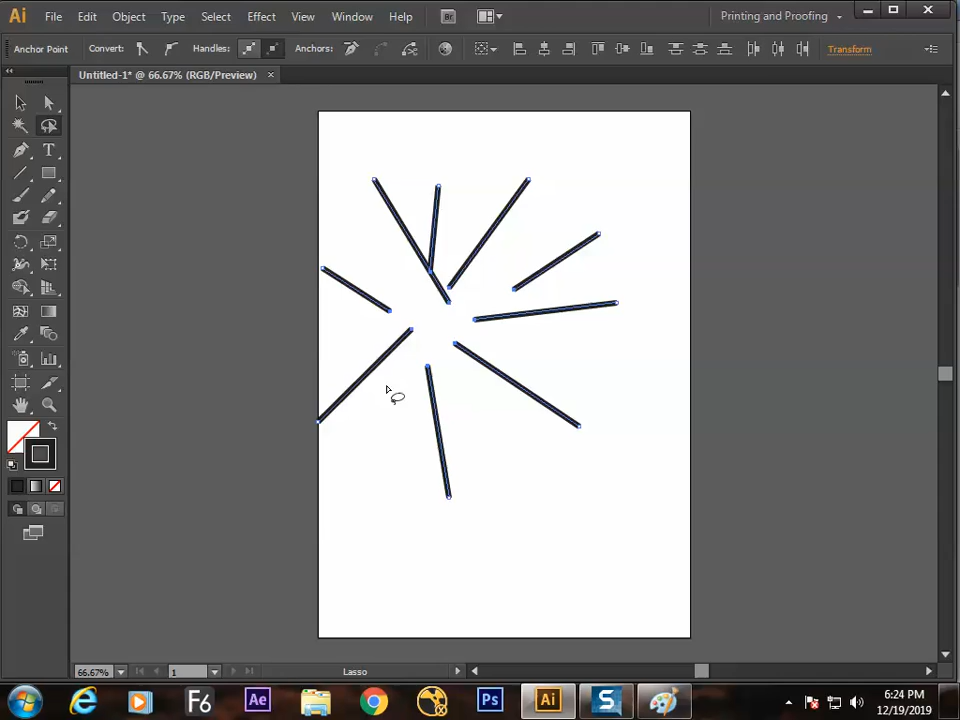 Ai File Edit Object Type Select Effect View Window Help Br Printing and Proofing
Anchor Point Convert: Handles: Anchors: Transform
Untitled-1* @ 66.67% (RGB/Preview)
T
66.67% 1 Lasso
F6 Ae Ps Ai S 6:24 PM
12/19/2019